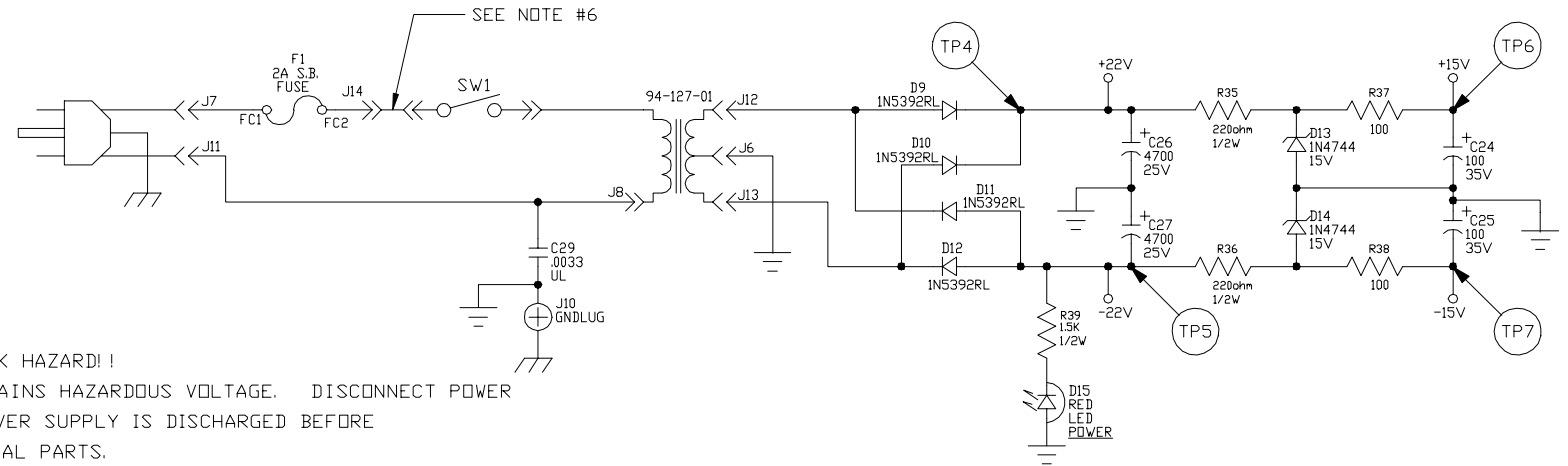 SEE NOTE #6
F1
2A S.B.
FUSE
J7
FC1
FC2
J14
SW1
94-127-01
J12
J11
J6
J8
J13
C29
.0033
UL
J10
GNDLUG
D9
1N5392RL
D10
1N5392RL
D11
1N5392RL
D12
1N5392RL
TP4
+22V
+
C26
4700
25V
+
C27
4700
25V
-22V
TP5
R35
220ohm
1/2W
R36
220ohm
1/2W
D13
1N4744
15V
D14
1N4744
15V
R37
100
R38
100
+15V
TP6
+
C24
100
35V
+
C25
100
35V
-15V
TP7
R39
1.5K
1/2W
D15
RED
LED
POWER
K HAZARD!!
AINS HAZARDOUS VOLTAGE. DISCONNECT POWER
VER SUPPLY IS DISCHARGED BEFORE
AL PARTS.